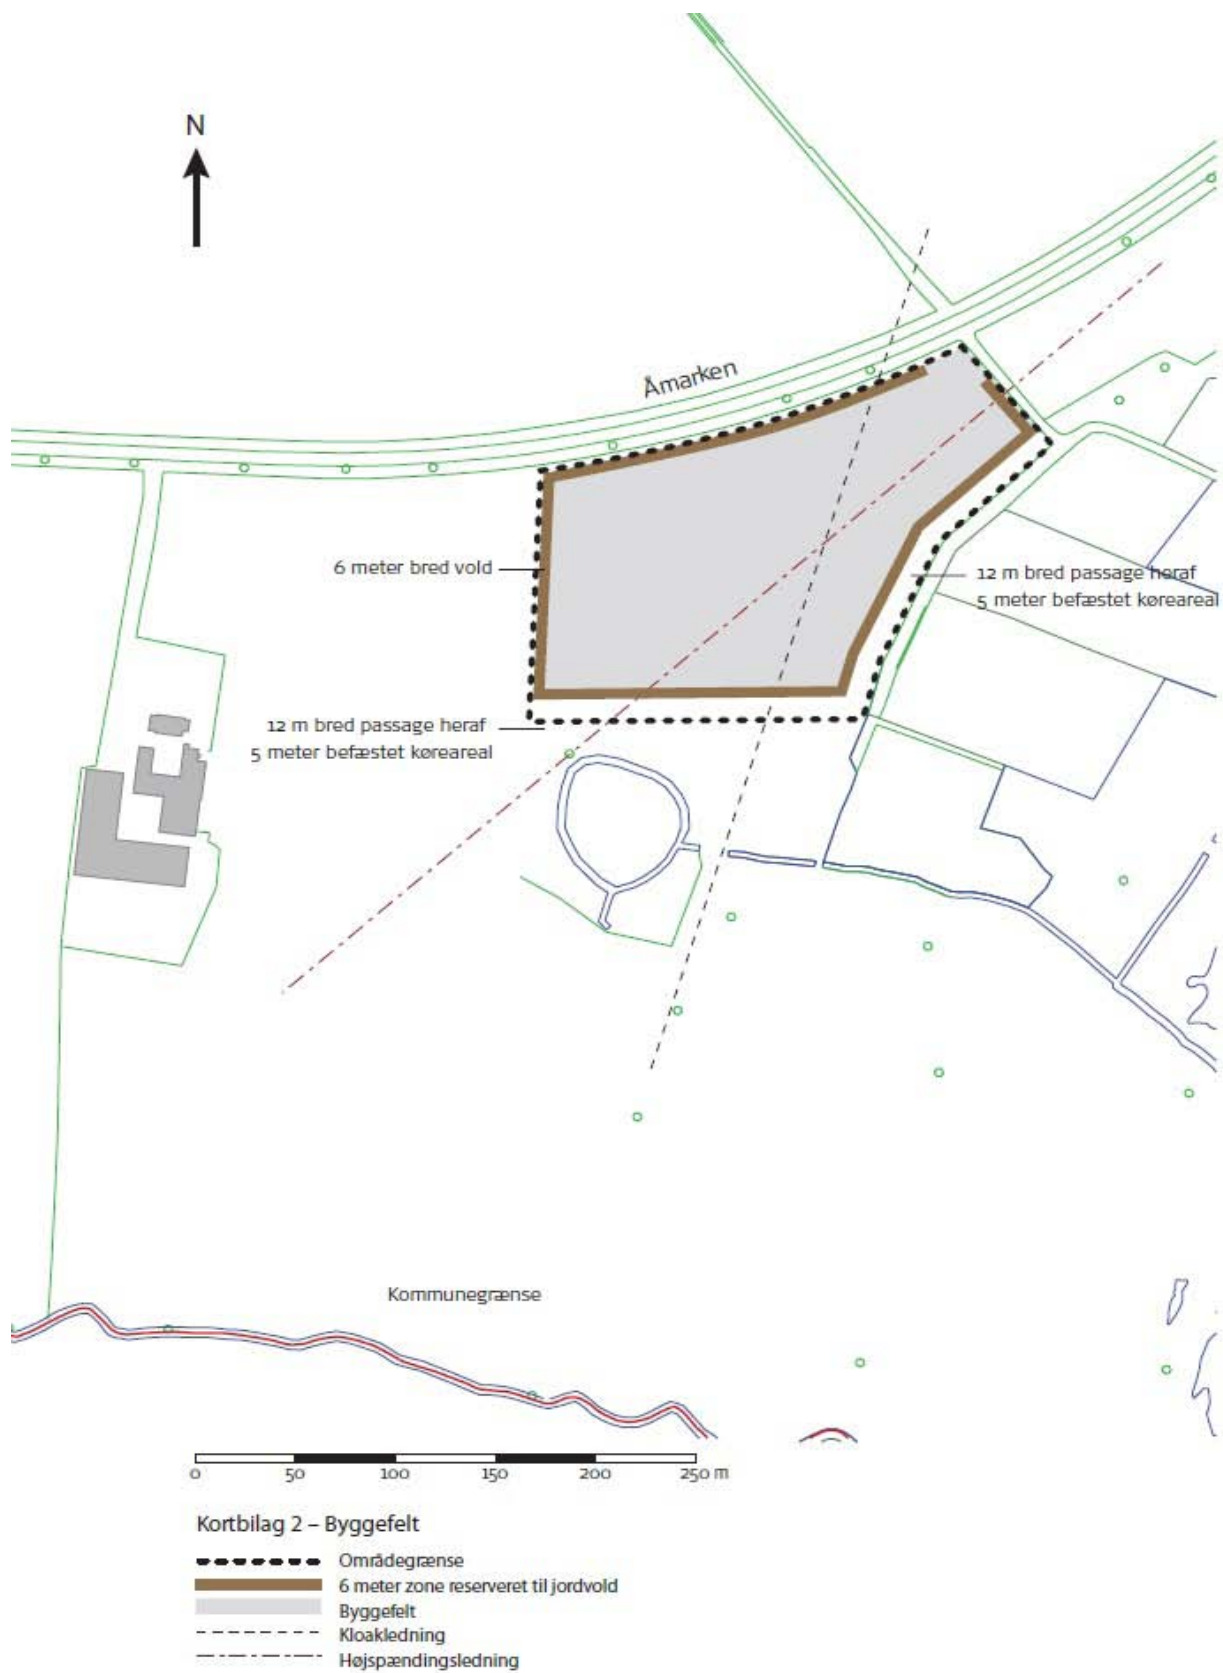 N
Åmarken
6 meter bred vold
12 m bred passage heraf
5 meter befæstet køreareal
12 m bred passage heraf
5 meter befæstet køreareal
Kommunegrænse
0 50 100 150 200 250 m
Kortbilag 2 – Byggefelt
Områdegrænse
6 meter zone reserveret til jordvold
Byggefelt
Kloakledning
Højspændingsledning